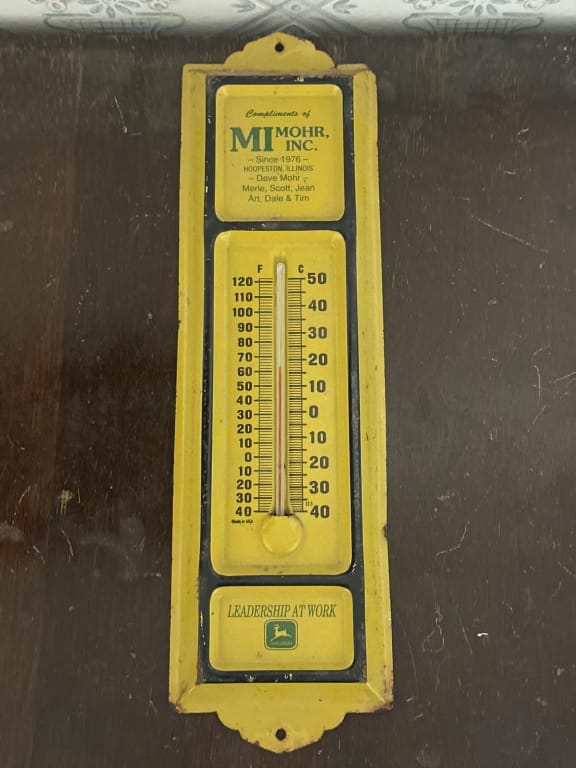 Compliments of
MI MOHR, INC.
- Since 1976 -
HOOPESTON, ILLINOIS
- Dave Mohr -
Merle, Scott, Jean
Art, Dale & Tim
F C
120 50
110
100 40
90 30
80
70 20
60
50 10
40
30 0
20
10 10
0
10 20
20
30 30
40 40
Made in USA
LEADERSHIP AT WORK